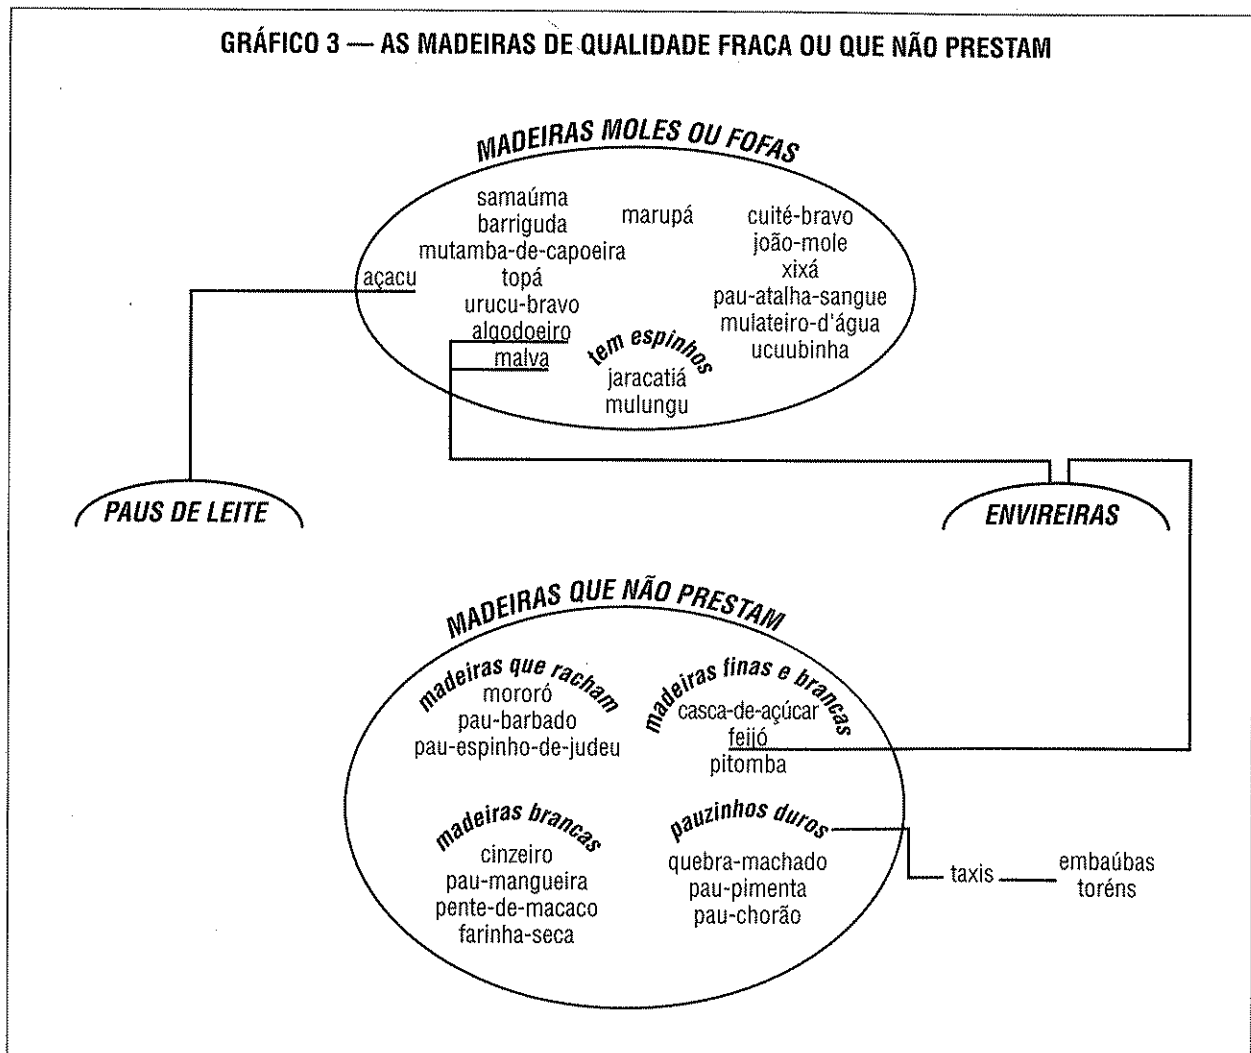 GRÁFICO 3 — AS MADEIRAS DE QUALIDADE FRACA OU QUE NÃO PRESTAM
MADEIRAS MOLES OU FOFAS
samaúma
barriguda
mutamba-de-capoeira
açacu
topá
urucu-bravo
algodoeiro
malva
marupá
tem espinhos
jaracatiá
mulungu
cuité-bravo
joão-mole
xixá
pau-atalha-sangue
mulateiro-d'água
ucuubinha
PAUS DE LEITE
ENVIREIRAS
MADEIRAS QUE NÃO PRESTAM
madeiras que racham
mororó
pau-barbado
pau-espinho-de-judeu
madeiras finas e brancas
casca-de-açúcar
feijó
pitomba
madeiras brancas
cinzeiro
pau-mangueira
pente-de-macaco
farinha-seca
pauzinhos duros
quebra-machado
pau-pimenta
pau-chorão
taxis
embaúbas
toréns